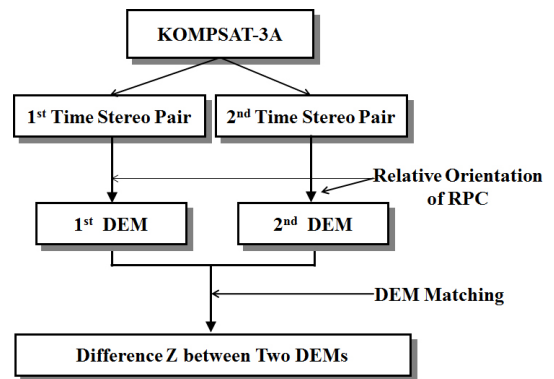 KOMPSAT-3A
1st Time Stereo Pair
2nd Time Stereo Pair
Relative Orientation
of RPC
1st DEM
2nd DEM
DEM Matching
Difference Z between Two DEMs